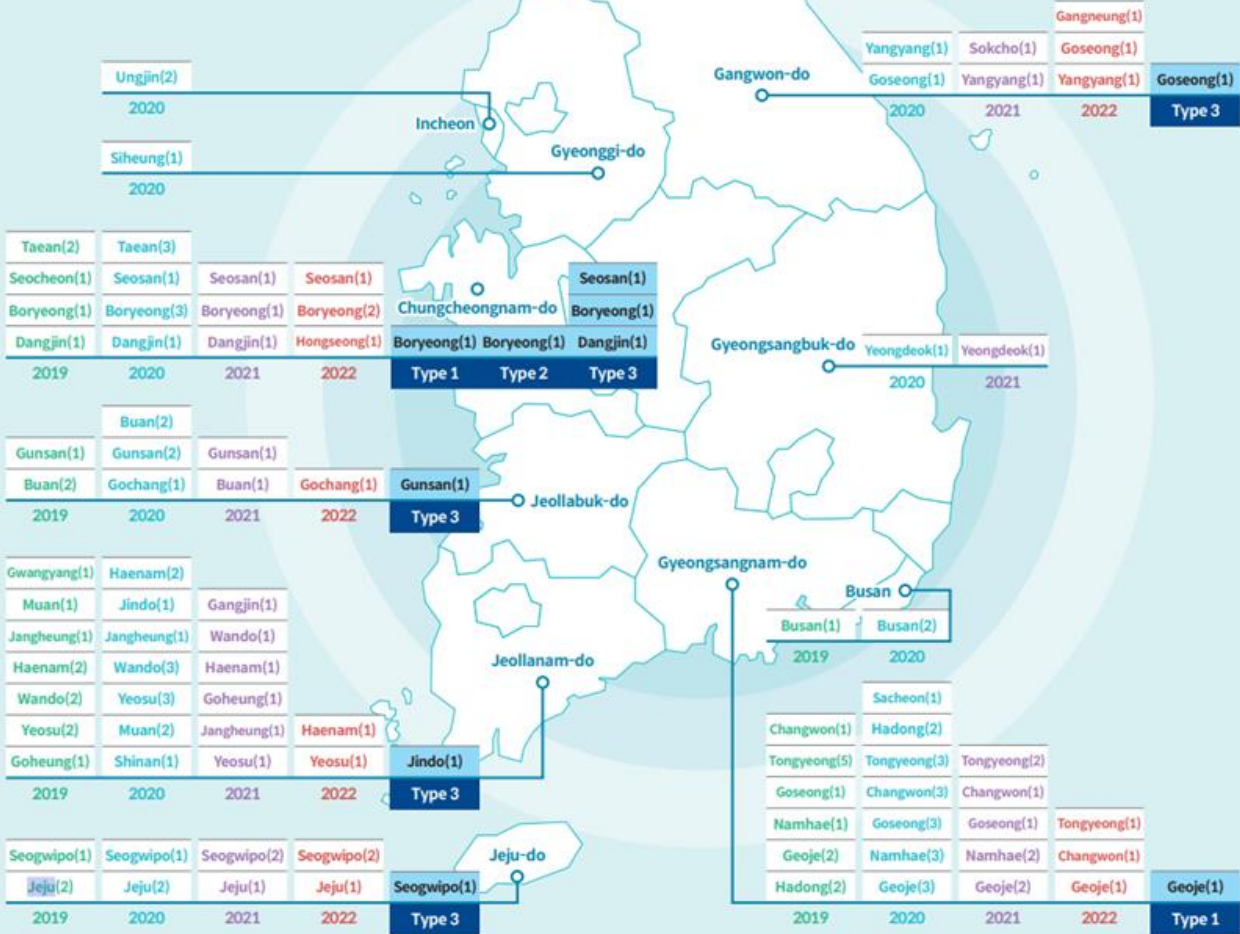 Gangneung(1)
Yangyang(1) Sokcho(1) Goseong(1)
Goseong(1) Yangyang(1) Yangyang(1) Goseong(1)
2020 2021 2022 Type 3
Gangwon-do
Ungjin(2)
2020
Incheon
Siheung(1)
2020
Gyeonggi-do
Taean(2) Taean(3)
Seocheon(1) Seosan(1) Seosan(1) Seosan(1) Seosan(1)
Boryeong(1) Boryeong(3) Boryeong(1) Boryeong(2) Boryeong(1)
Dangjin(1) Dangjin(1) Dangjin(1) Hongseong(1) Boryeong(1) Boryeong(1) Dangjin(1)
2019 2020 2021 2022 Type 1 Type 2 Type 3
Chungcheongnam-do
Gyeongsangbuk-do
Yeongdeok(1) Yeongdeok(1)
2020 2021
Buan(2)
Gunsan(1) Gunsan(2) Gunsan(1)
Buan(2) Gochang(1) Buan(1) Gochang(1) Gunsan(1)
2019 2020 2021 2022 Type 3
Jeollabuk-do
Gwangyang(1) Haenam(2)
Muan(1) Jindo(1) Gangjin(1)
Jangheung(1) Jangheung(1) Wando(1)
Haenam(2) Wando(3) Haenam(1)
Wando(2) Yeosu(3) Goheung(1)
Yeosu(2) Muan(2) Jangheung(1) Haenam(1)
Goheung(1) Shinan(1) Yeosu(1) Yeosu(1) Jindo(1)
2019 2020 2021 2022 Type 3
Jeollanam-do
Gyeongsangnam-do
Busan
Busan(1) Busan(2)
2019 2020
Sacheon(1)
Changwon(1) Hadong(2)
Tongyeong(5) Tongyeong(3) Tongyeong(2)
Goseong(1) Changwon(3) Changwon(1)
Namhae(1) Goseong(3) Goseong(1) Tongyeong(1)
Geoje(2) Namhae(3) Namhae(2) Changwon(1)
Hadong(2) Geoje(3) Geoje(2) Geoje(1) Geoje(1)
2019 2020 2021 2022 Type 1
Seogwipo(1) Seogwipo(1) Seogwipo(2) Seogwipo(2)
Jeju(2) Jeju(2) Jeju(1) Jeju(1) Seogwipo(1)
2019 2020 2021 2022 Type 3
Jeju-do